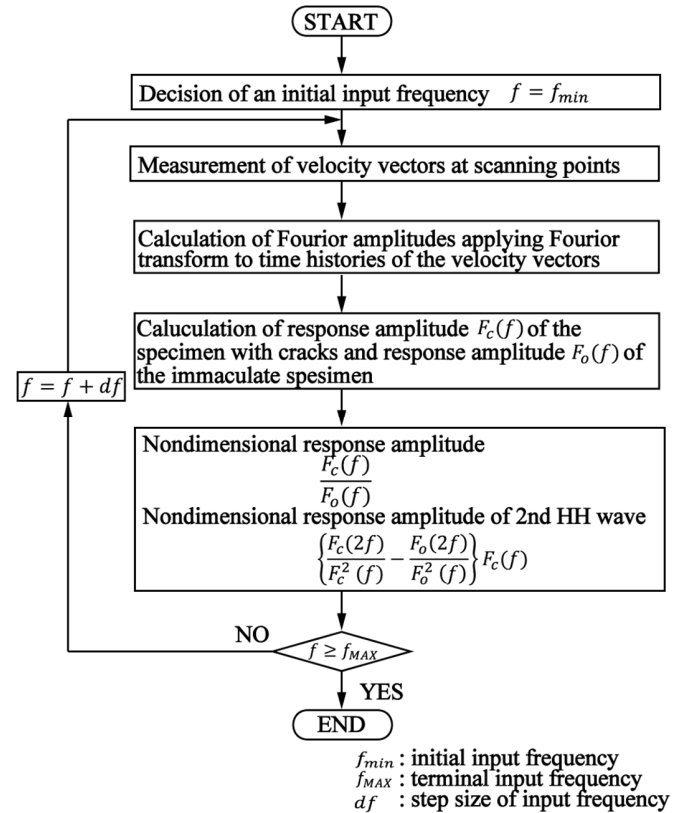 START
Decision of an initial input frequency f = f_min
Measurement of velocity vectors at scanning points
Calculation of Fourior amplitudes applying Fourior
transform to time histories of the velocity vectors
Caluculation of response amplitude F_c(f) of the
specimen with cracks and response amplitude F_o(f) of
the immaculate spesimen
f = f + df
Nondimensional response amplitude
F_c(f)
F_o(f)
Nondimensional response amplitude of 2nd HH wave
{F_c(2f)/F_c^2(f) − F_o(2f)/F_o^2(f)} F_c(f)
NO
f ≥ f_MAX
YES
END
f_min : initial input frequency
f_MAX : terminal input frequency
df : step size of input frequency